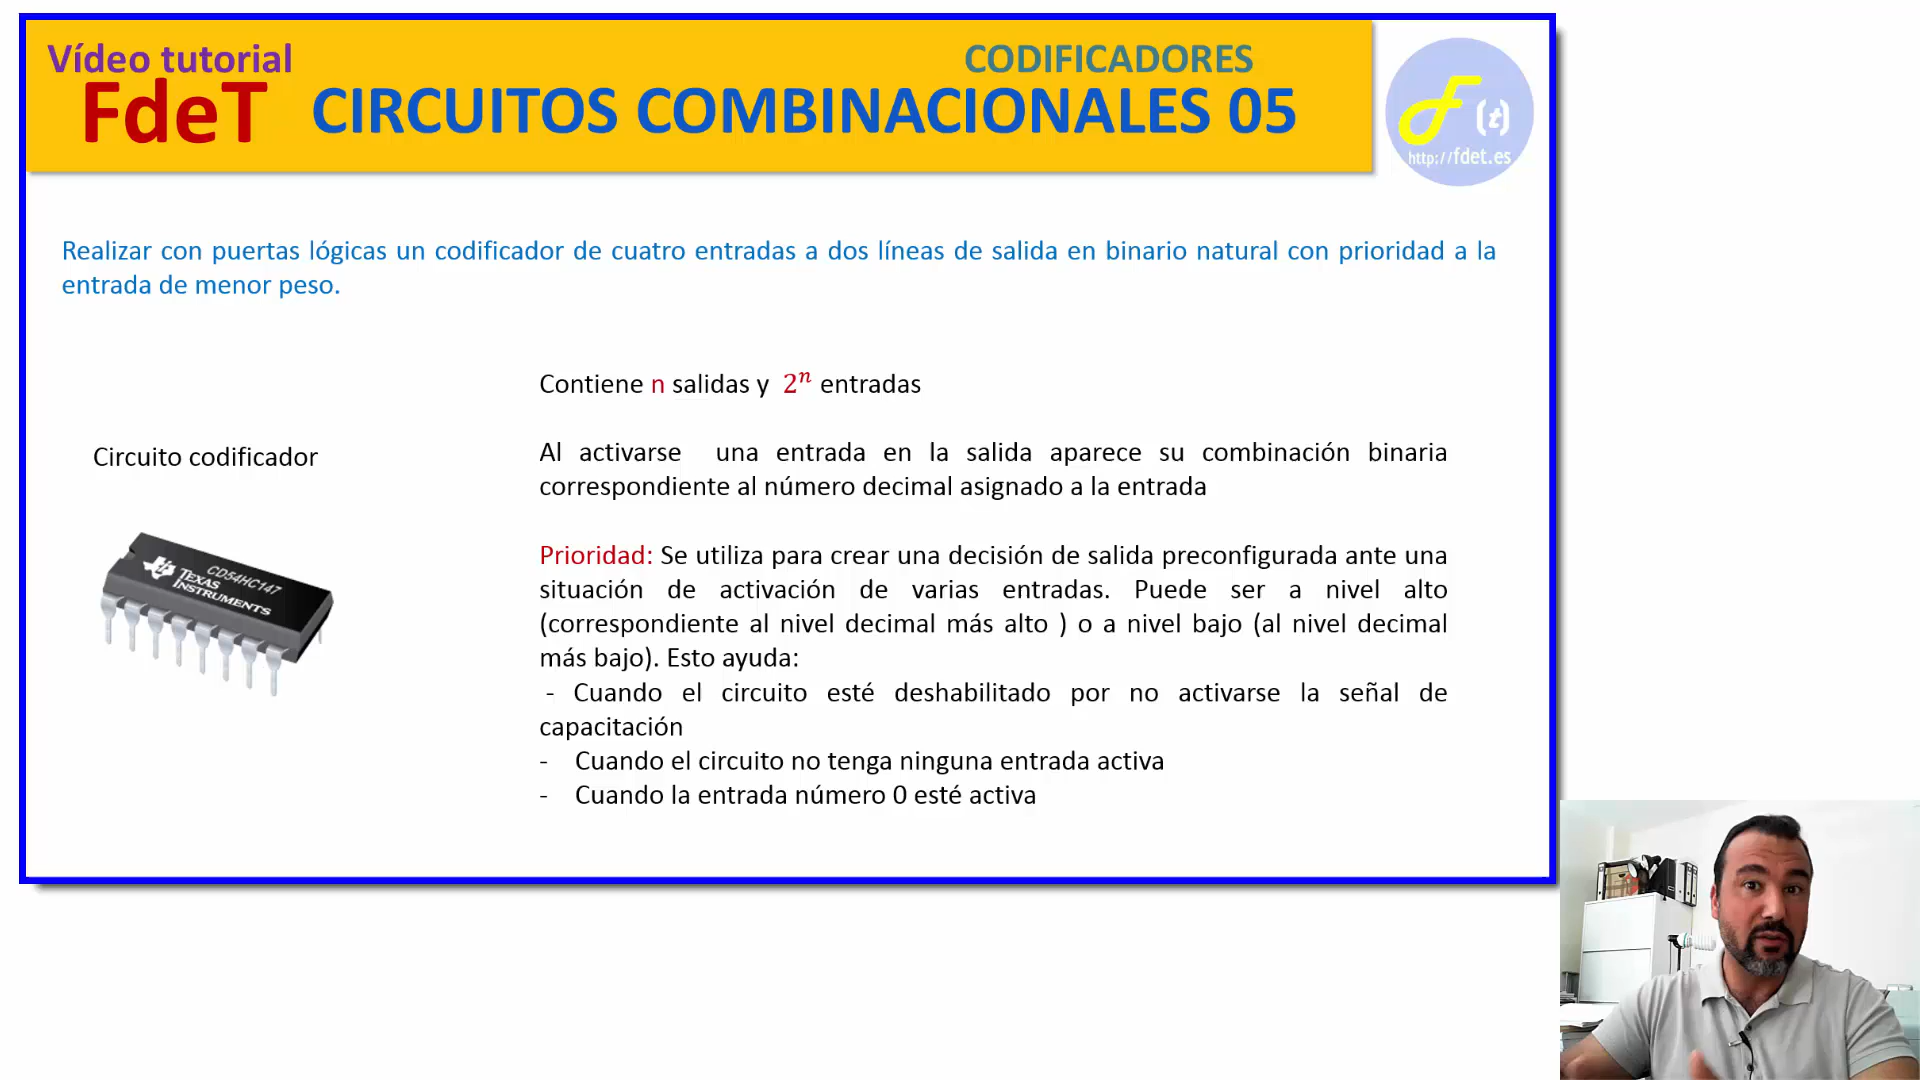 Vídeo tutorial
CODIFICADORES
FdeT
CIRCUITOS COMBINACIONALES 05
(t)
http://fdet.es
Realizar con puertas lógicas un codificador de cuatro entradas a dos líneas de salida en binario natural con prioridad a la
entrada de menor peso.
Contiene n salidas y 2ⁿ entradas
Circuito codificador
Al activarse una entrada en la salida aparece su combinación binaria
correspondiente al número decimal asignado a la entrada
CD54HC147
TEXAS
INSTRUMENTS
Prioridad: Se utiliza para crear una decisión de salida preconfigurada ante una
situación de activación de varias entradas. Puede ser a nivel alto
(correspondiente al nivel decimal más alto ) o a nivel bajo (al nivel decimal
más bajo). Esto ayuda:
- Cuando el circuito esté deshabilitado por no activarse la señal de
capacitación
- Cuando el circuito no tenga ninguna entrada activa
- Cuando la entrada número 0 esté activa